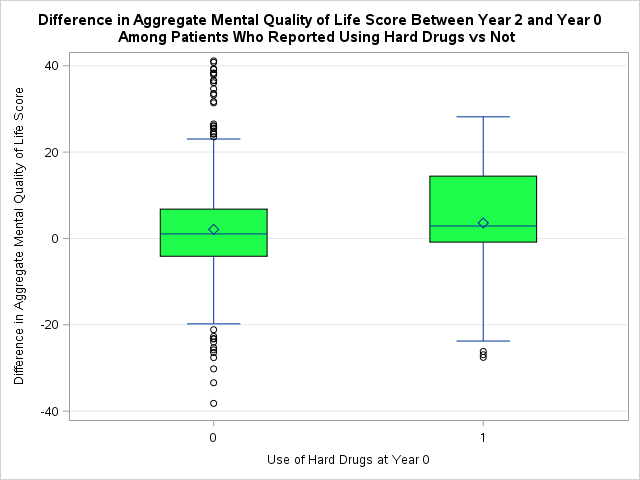 Difference in Aggregate Mental Quality of Life Score Between Year 2 and Year 0
Among Patients Who Reported Using Hard Drugs vs Not
Difference in Aggregate Mental Quality of Life Score
40
20
0
-20
-40
0
1
Use of Hard Drugs at Year 0